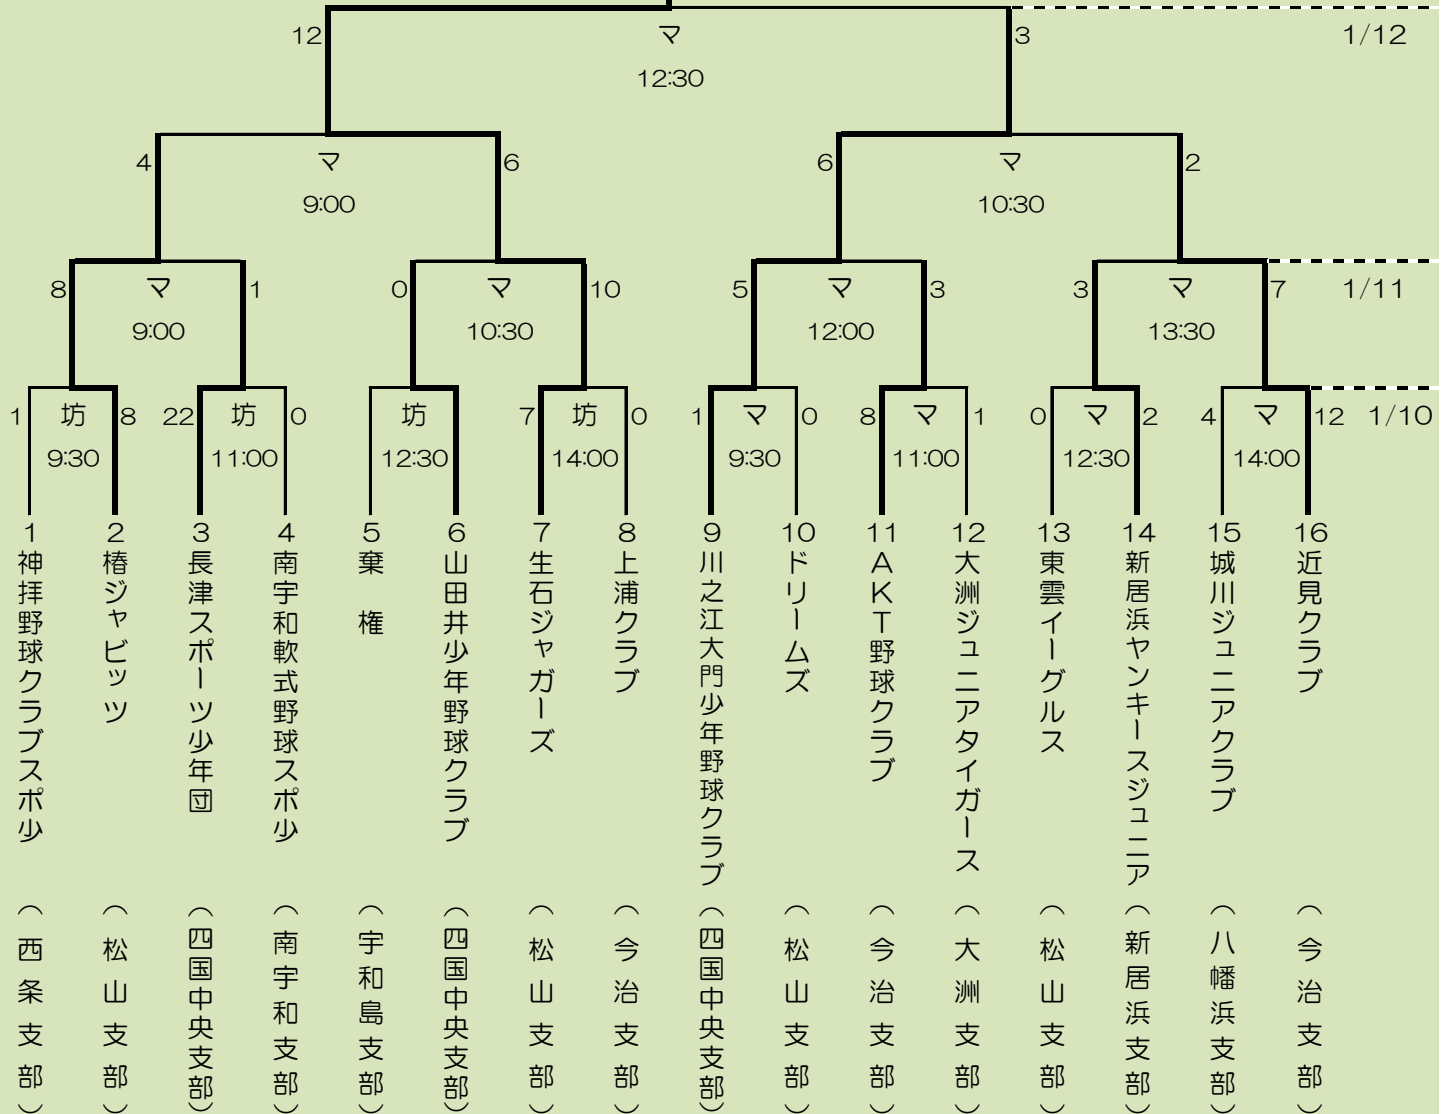 12 マ 3 1/12
12:30
4 マ 6 6 マ 2
9:00 10:30
8 マ 1 0 マ 10 5 マ 3 3 マ 7 1/11
9:00 10:30 12:00 13:30
1 坊 8 22 坊 0 坊 7 坊 0 1 マ 0 8 マ 1 0 マ 2 4 マ 12 1/10
9:30 11:00 12:30 14:00 9:30 11:00 12:30 14:00
1 2 3 4 5 6 7 8 9 10 11 12 13 14 15 16
神拝野球クラブスポ少
椿ジャビッツ
長津スポーツ少年団
南宇和軟式野球スポ少
棄 権
山田井少年野球クラブ
生石ジャガーズ
上浦クラブ
川之江大門少年野球クラブ
ドリームズ
AKT野球クラブ
大洲ジュニアタイガース
東雲イーグルス
新居浜ヤンキースジュニア
城川ジュニアクラブ
近見クラブ
(西条支部)
(松山支部)
(四国中央支部)
(南宇和支部)
(宇和島支部)
(四国中央支部)
(松山支部)
(今治支部)
(四国中央支部)
(松山支部)
(今治支部)
(大洲支部)
(松山支部)
(新居浜支部)
(八幡浜支部)
(今治支部)